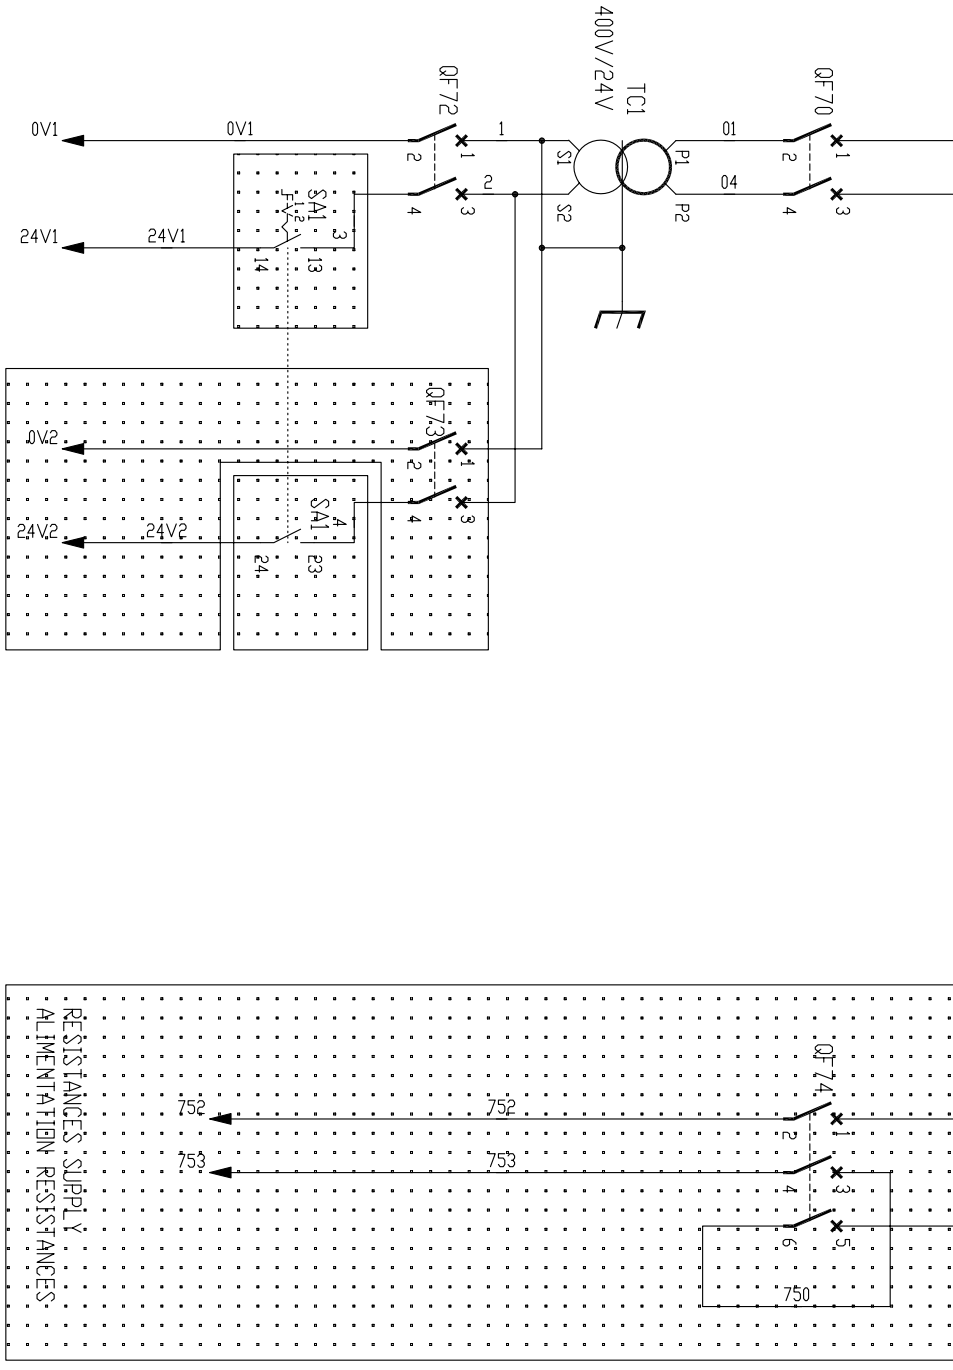 400V/24V
TC1
QF70
QF72
0V1
0V1
1
01
2
1
S1
P1
2
1
2
04
4
3
S2
P2
4
3
SA1
1 2
3
24V1
24V1
14
13
QF73
0V2
2
1
4
3
SA1
4
24V2
24V2
24
23
RESISTANCES SUPPLY
ALIMENTATION RESISTANCES
QF74
752
752
2
1
753
753
4
3
6
5
750